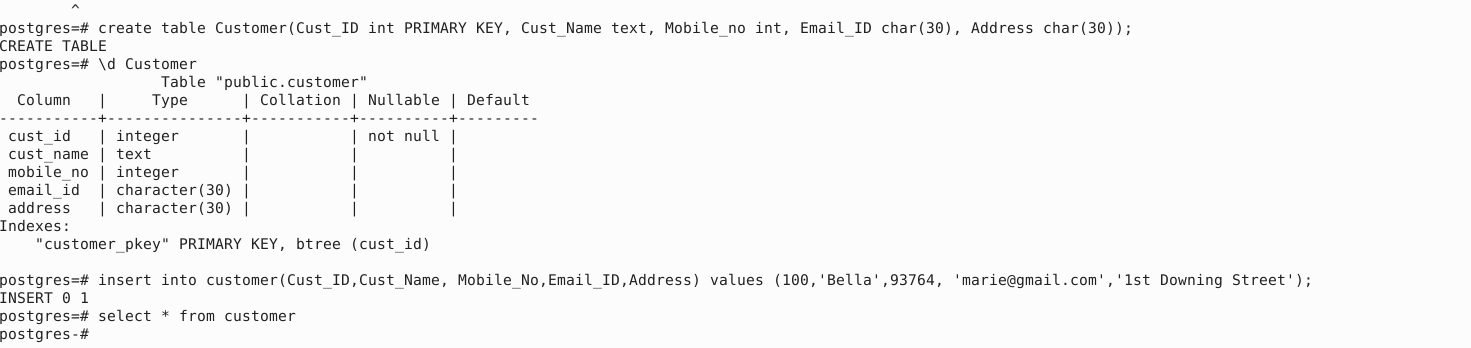 ^
postgres=# create table Customer(Cust_ID int PRIMARY KEY, Cust_Name text, Mobile_no int, Email_ID char(30), Address char(30));
CREATE TABLE
postgres=# \d Customer
                  Table "public.customer"
  Column   |     Type      | Collation | Nullable | Default
-----------+---------------+-----------+----------+---------
 cust_id   | integer       |           | not null |
 cust_name | text          |           |          |
 mobile_no | integer       |           |          |
 email_id  | character(30) |           |          |
 address   | character(30) |           |          |
Indexes:
    "customer_pkey" PRIMARY KEY, btree (cust_id)

postgres=# insert into customer(Cust_ID,Cust_Name, Mobile_No,Email_ID,Address) values (100,'Bella',93764, 'marie@gmail.com','1st Downing Street');
INSERT 0 1
postgres=# select * from customer
postgres-#